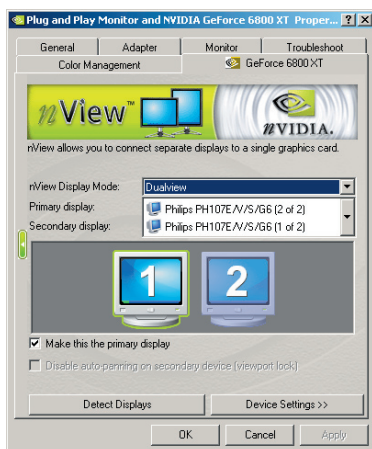 Plug and Play Monitor and NVIDIA GeForce 6800 XT Proper...
General Adapter Monitor Troubleshoot
Color Management GeForce 6800 XT
nView™
nVIDIA.
nView allows you to connect separate displays to a single graphics card.
nView Display Mode: Dualview
Primary display: Philips PH107E/V/S/G6 (2 of 2)
Secondary display: Philips PH107E/V/S/G6 (1 of 2)
1 2
Make this the primary display
Disable auto-panning on secondary device (viewport lock)
Detect Displays Device Settings >>
OK Cancel Apply